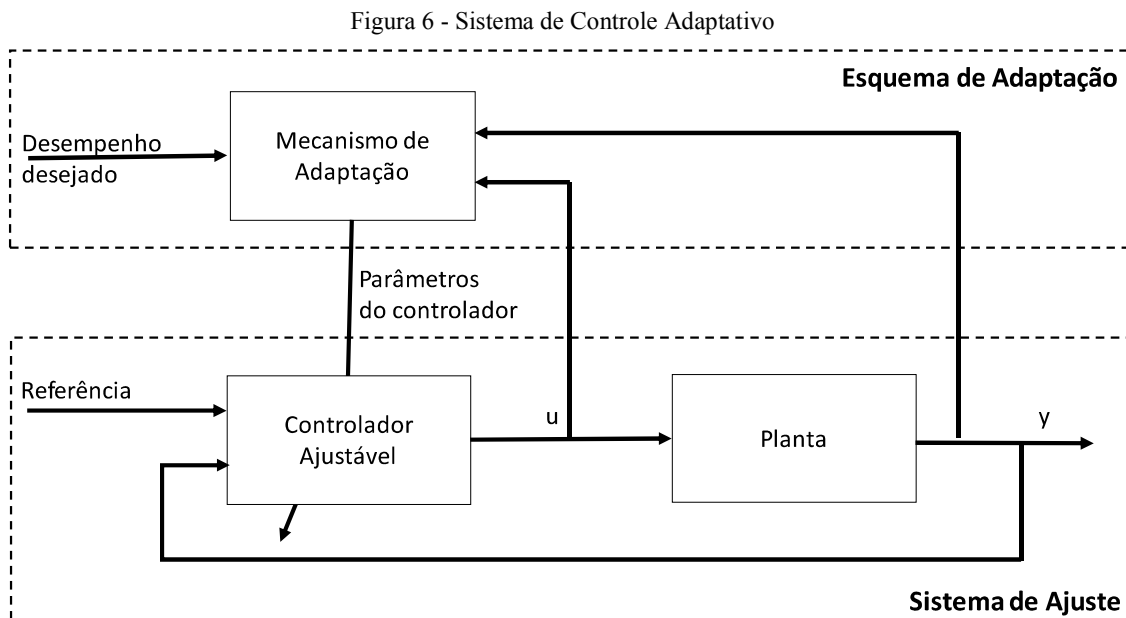 Figura 6 - Sistema de Controle Adaptativo
Esquema de Adaptação
Desempenho
desejado
Mecanismo de
Adaptação
Parâmetros
do controlador
Referência
Controlador
Ajustável
u
Planta
y
Sistema de Ajuste